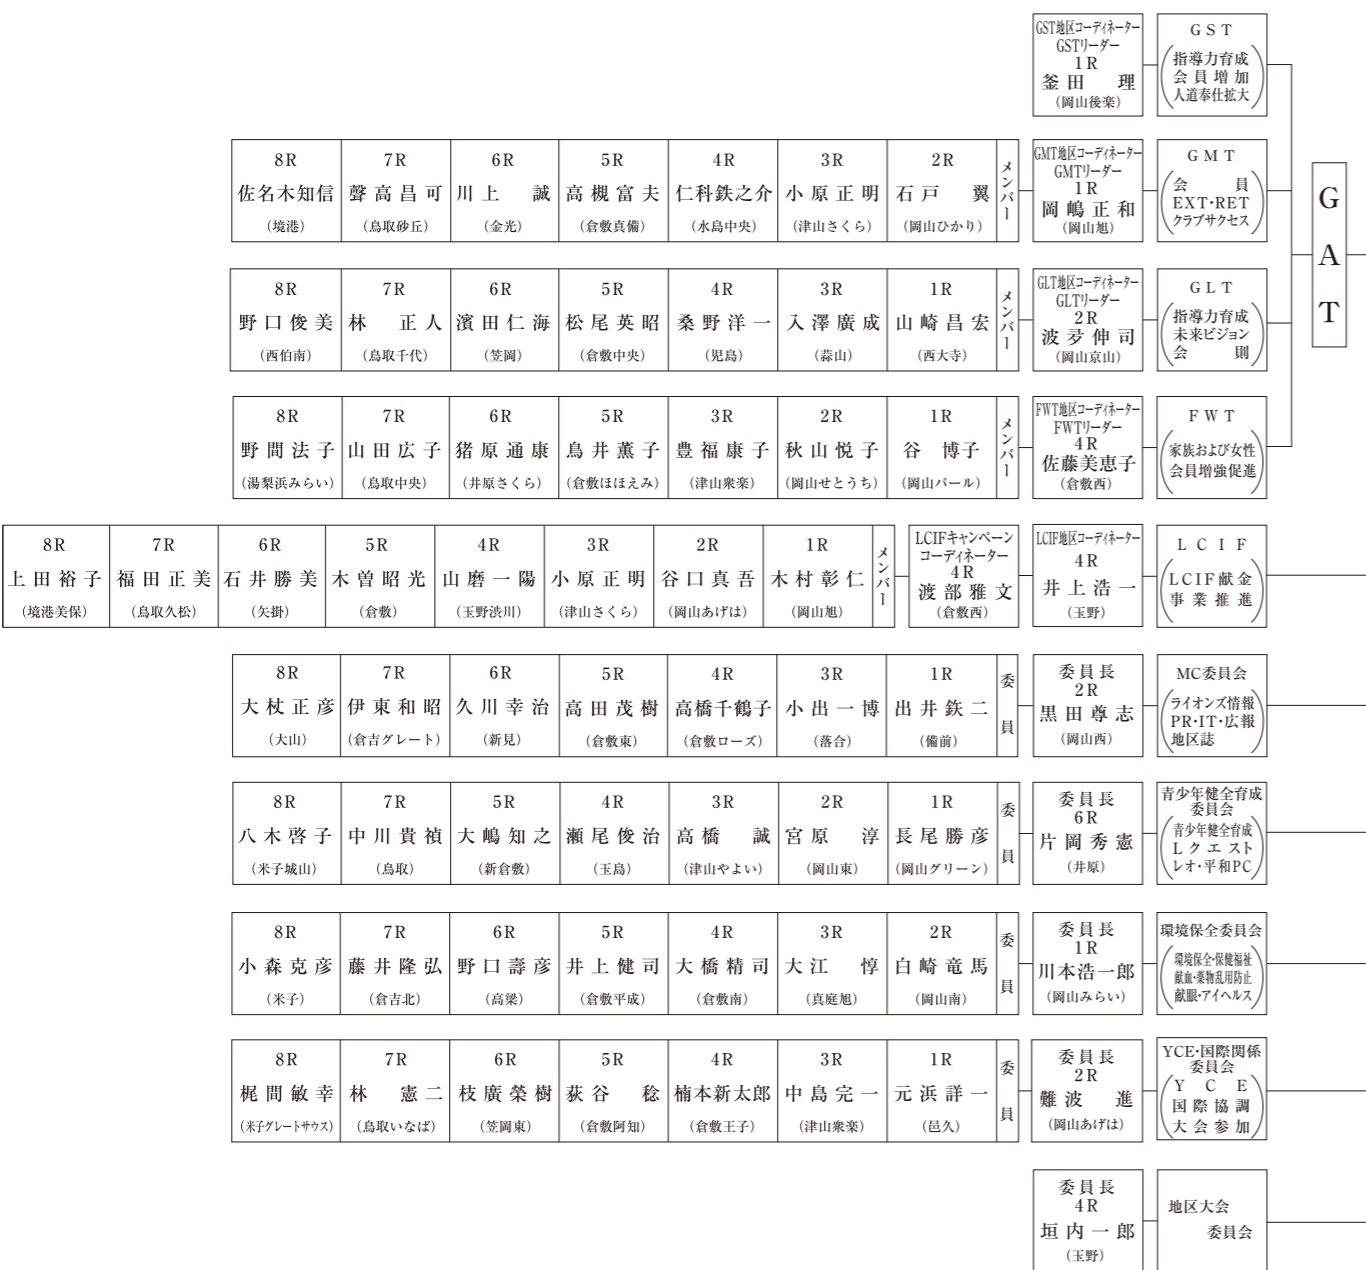 GST地区コーディネーター
GSTリーダー
1R
釜田 理
(岡山後楽)
GST
指導力育成
会員増加
人道奉仕拡大
GAT
8R
佐名木知信
(境港)
7R
聲高昌可
(鳥取砂丘)
6R
川上 誠
(金光)
5R
高槻富夫
(倉敷真備)
4R
仁科鉄之介
(水島中央)
3R
小原正明
(津山さくら)
2R
石戸 翼
(岡山ひかり)
メンバー
GMT地区コーディネーター
GMTリーダー
1R
岡嶋正和
(岡山旭)
GMT
会員
EXT・RET
クラブサクセス
8R
野口俊美
(西伯南)
7R
林 正人
(鳥取千代)
6R
濱田仁海
(笠岡)
5R
松尾英昭
(倉敷中央)
4R
桑野洋一
(児島)
3R
入澤廣成
(蒜山)
1R
山崎昌宏
(西大寺)
メンバー
GLT地区コーディネーター
GLTリーダー
2R
波夛伸司
(岡山京山)
GLT
指導力育成
未来ビジョン
会則
8R
野間法子
(湯梨浜みらい)
7R
山田広子
(鳥取中央)
6R
猪原通康
(井原さくら)
5R
鳥井薫子
(倉敷ほほえみ)
3R
豊福康子
(津山衆楽)
2R
秋山悦子
(岡山せとうち)
1R
谷 博子
(岡山パール)
メンバー
FWT地区コーディネーター
FWTリーダー
4R
佐藤美恵子
(倉敷西)
FWT
家族および女性
会員増強促進
8R
上田裕子
(境港美保)
7R
福田正美
(鳥取久松)
6R
石井勝美
(矢掛)
5R
木曽昭光
(倉敷)
4R
山磨一陽
(玉野渋川)
3R
小原正明
(津山さくら)
2R
谷口真吾
(岡山あげは)
1R
木村彰仁
(岡山旭)
メンバー
LCIFキャンペーン
コーディネーター
4R
渡部雅文
(倉敷西)
LCIF地区コーディネーター
4R
井上浩一
(玉野)
LCIF
LCIF献金
事業推進
8R
大杖正彦
(大山)
7R
伊東和昭
(倉吉グレート)
6R
久川幸治
(新見)
5R
高田茂樹
(倉敷東)
4R
高橋千鶴子
(倉敷ローズ)
3R
小出一博
(落合)
1R
出井鉃二
(備前)
委員
委員長
2R
黒田尊志
(岡山西)
MC委員会
ライオンズ情報
PR・IT・広報
地区誌
8R
八木啓子
(米子城山)
7R
中川貴禎
(鳥取)
5R
大嶋知之
(新倉敷)
4R
瀬尾俊治
(玉島)
3R
高橋 誠
(津山やよい)
2R
宮原 淳
(岡山東)
1R
長尾勝彦
(岡山グリーン)
委員
委員長
6R
片岡秀憲
(井原)
青少年健全育成
委員会
青少年健全育成
Lクエスト
レオ・平和PC
8R
小森克彦
(米子)
7R
藤井隆弘
(倉吉北)
6R
野口壽彦
(高梁)
5R
井上健司
(倉敷平成)
4R
大橋精司
(倉敷南)
3R
大江 惇
(真庭旭)
2R
白崎竜馬
(岡山南)
委員
委員長
1R
川本浩一郎
(岡山みらい)
環境保全委員会
環境保全・保健福祉
献血・薬物乱用防止
献眼・アイヘルス
8R
梶間敏幸
(米子グレートサウス)
7R
林 憲二
(鳥取いなば)
6R
枝廣榮樹
(笠岡東)
5R
荻谷 稔
(倉敷阿知)
4R
楠本新太郎
(倉敷王子)
3R
中島完一
(津山衆楽)
1R
元浜詳一
(邑久)
委員
委員長
2R
難波 進
(岡山あげは)
YCE・国際関係
委員会
YCE
国際協調
大会参加
委員長
4R
垣内一郎
(玉野)
地区大会
委員会